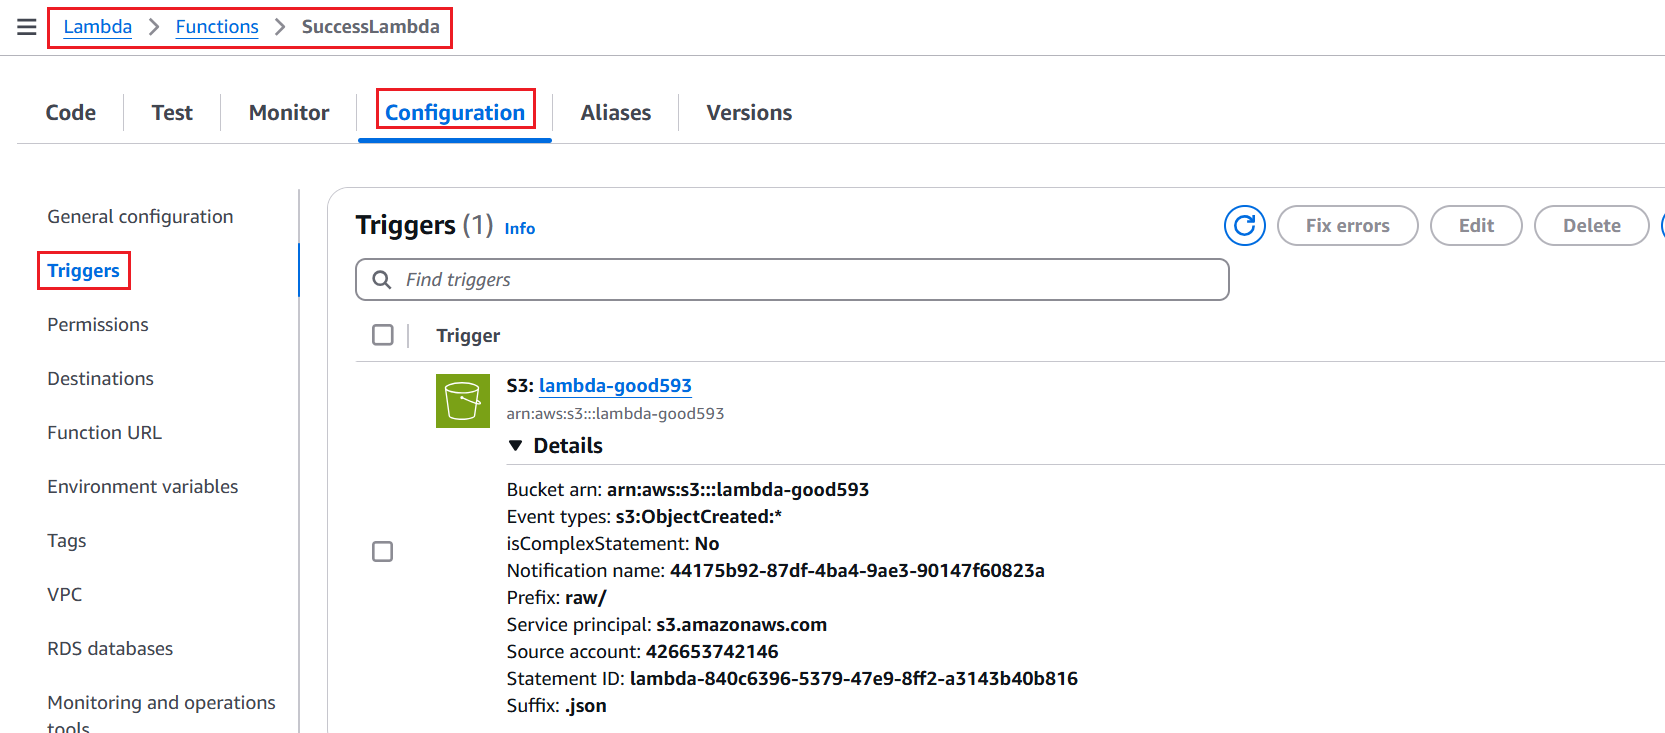 Lambda > Functions > SuccessLambda
Code Test Monitor Configuration Aliases Versions
General configuration
Triggers
Permissions
Destinations
Function URL
Environment variables
Tags
VPC
RDS databases
Monitoring and operations
tools
Triggers (1) Info
Fix errors Edit Delete
Find triggers
Trigger
S3: lambda-good593
arn:aws:s3:::lambda-good593
▼ Details
Bucket arn: arn:aws:s3:::lambda-good593
Event types: s3:ObjectCreated:*
isComplexStatement: No
Notification name: 44175b92-87df-4ba4-9ae3-90147f60823a
Prefix: raw/
Service principal: s3.amazonaws.com
Source account: 426653742146
Statement ID: lambda-840c6396-5379-47e9-8ff2-a3143b40b816
Suffix: .json